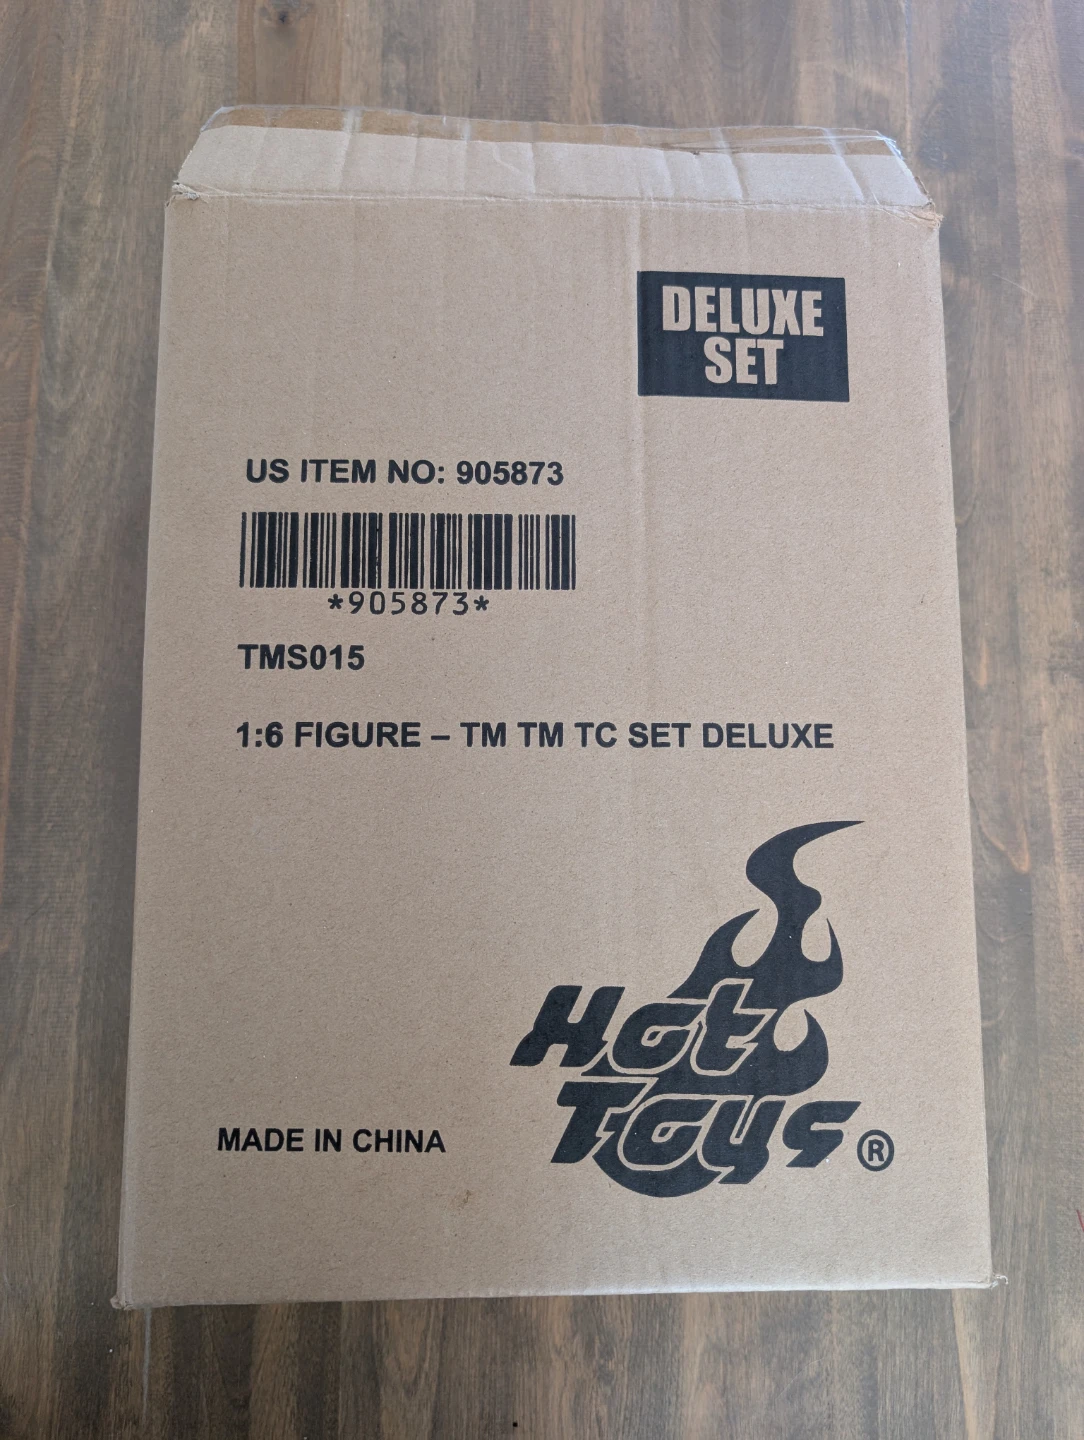 DELUXE
SET
US ITEM NO: 905873
*905873*
TMS015
1:6 FIGURE – TM TM TC SET DELUXE
Hot
Toys®
MADE IN CHINA